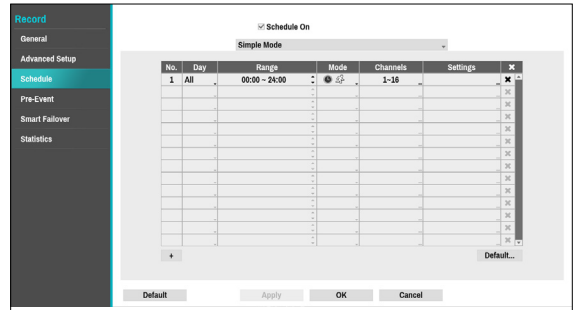 Record
General
Advanced Setup
Schedule
Pre-Event
Smart Failover
Statistics
Schedule On
Simple Mode
No. Day Range Mode Channels Settings
1 All 00:00 ~ 24:00 1~16
+ Default...
Default Apply OK Cancel